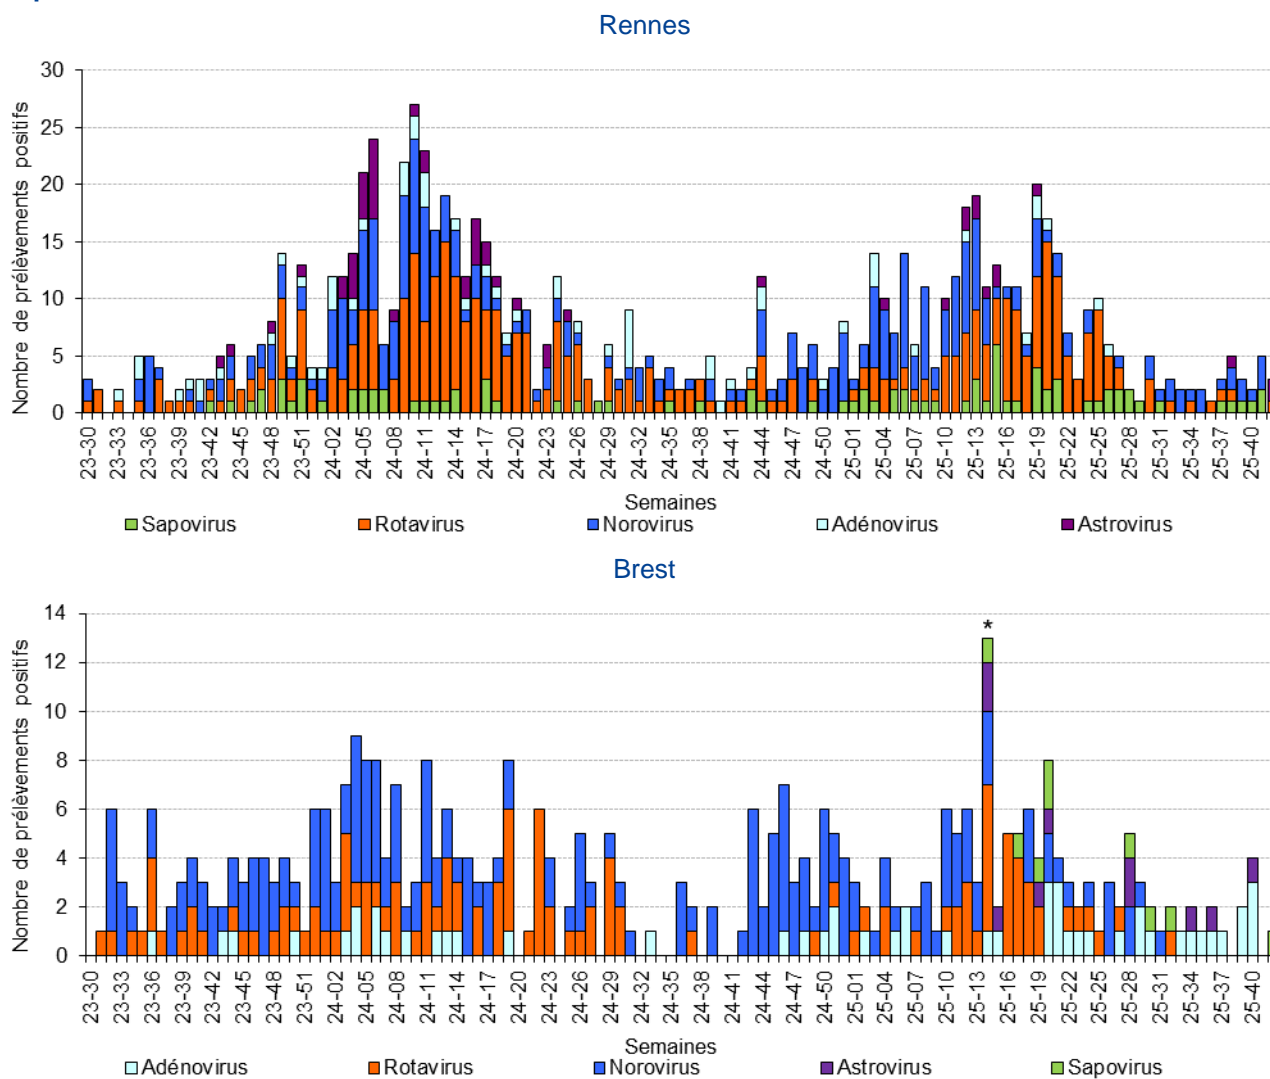 Rennes
Nombre de prélèvements positifs
30
25
20
15
10
5
0
23-30 23-33 23-36 23-39 23-42 23-45 23-48 23-51 24-02 24-05 24-08 24-11 24-14 24-17 24-20 24-23 24-26 24-29 24-32 24-35 24-38 24-41 24-44 24-47 24-50 25-01 25-04 25-07 25-10 25-13 25-16 25-19 25-22 25-25 25-28 25-31 25-34 25-37 25-40
Semaines
Sapovirus Rotavirus Norovirus Adénovirus Astrovirus
Brest
Nombre de prélèvements positifs
14
12
10
8
6
4
2
0
*
23-30 23-33 23-36 23-39 23-42 23-45 23-48 23-51 24-02 24-05 24-08 24-11 24-14 24-17 24-20 24-23 24-26 24-29 24-32 24-35 24-38 24-41 24-44 24-47 24-50 25-01 25-04 25-07 25-10 25-13 25-16 25-19 25-22 25-25 25-28 25-31 25-34 25-37 25-40
Semaines
Adénovirus Rotavirus Norovirus Astrovirus Sapovirus